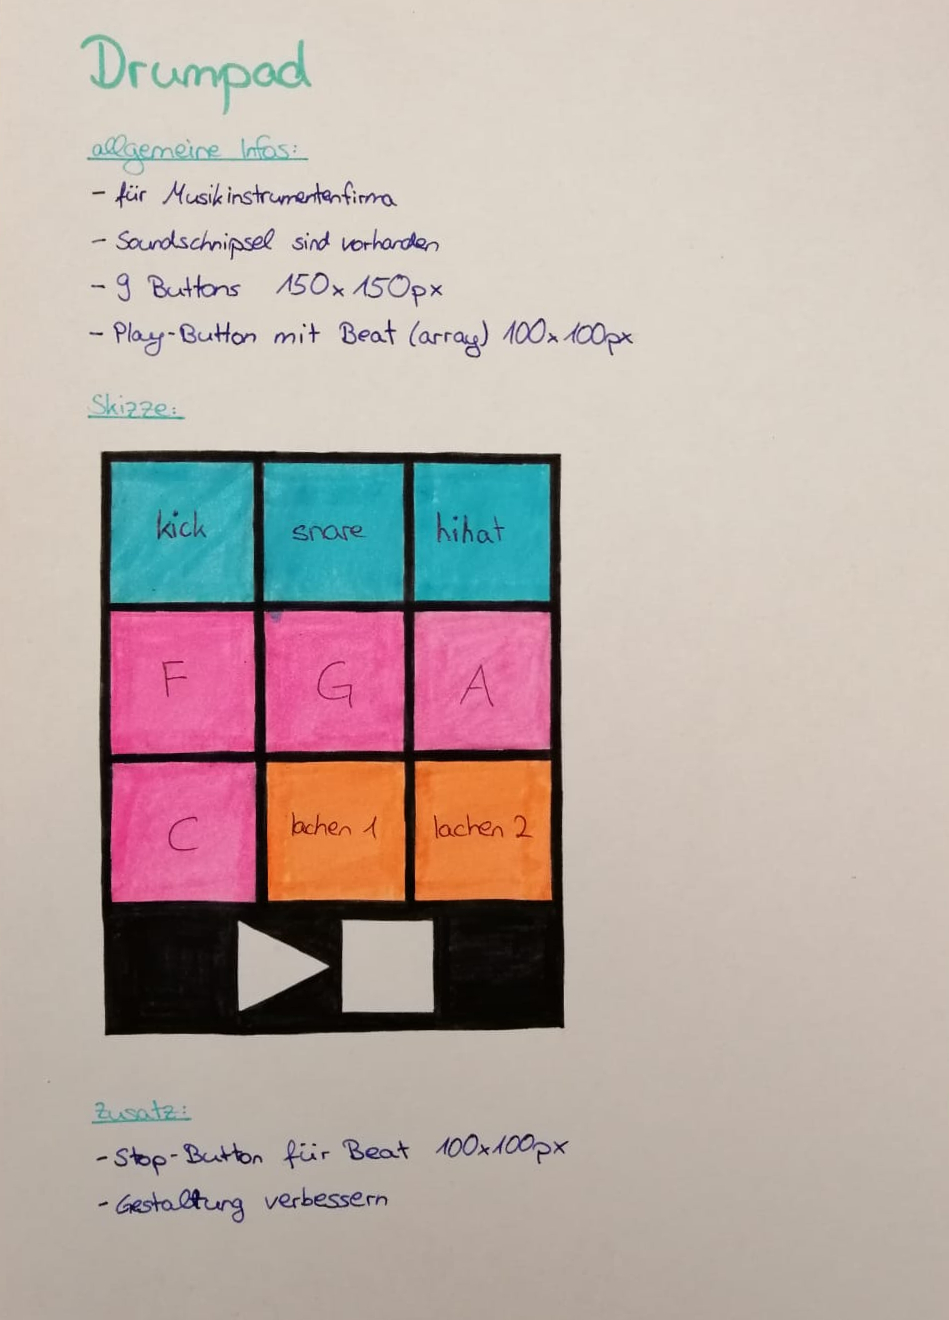 Drumpad
allgemeine Infos:
- für Musikinstrumentenfirma
- Soundschnipsel sind vorhanden
- 9 Buttons 150x150px
- Play-Button mit Beat (array) 100x100px
Skizze:
kick snare hihat
F G A
C lachen 1 lachen 2
Zusatz:
- Stop-Button für Beat 100x100px
- Gestaltung verbessern